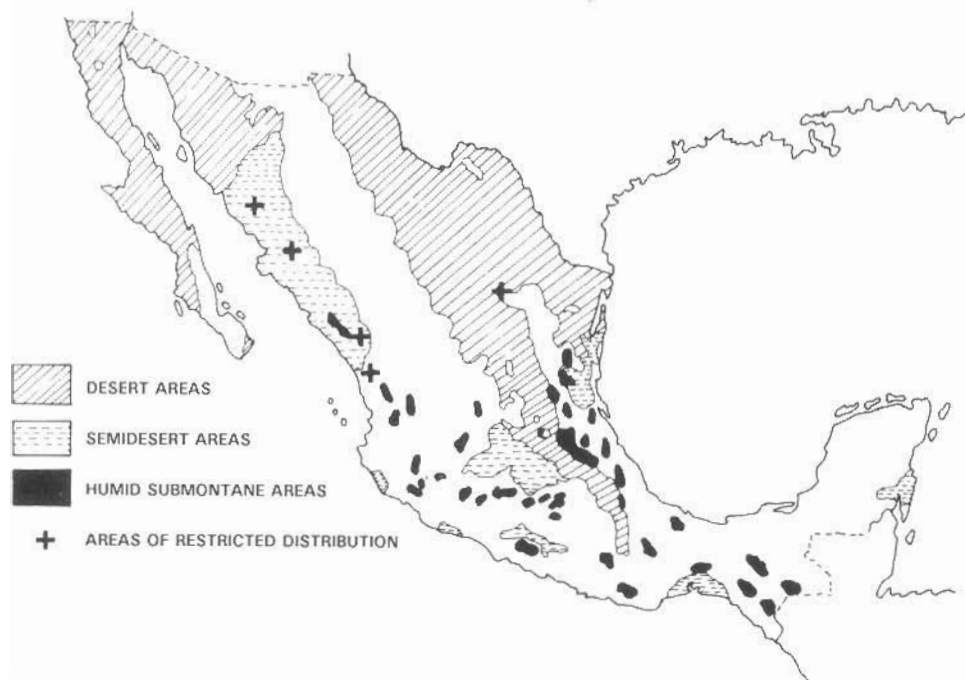 DESERT AREAS
SEMIDESERT AREAS
HUMID SUBMONTANE AREAS
AREAS OF RESTRICTED DISTRIBUTION